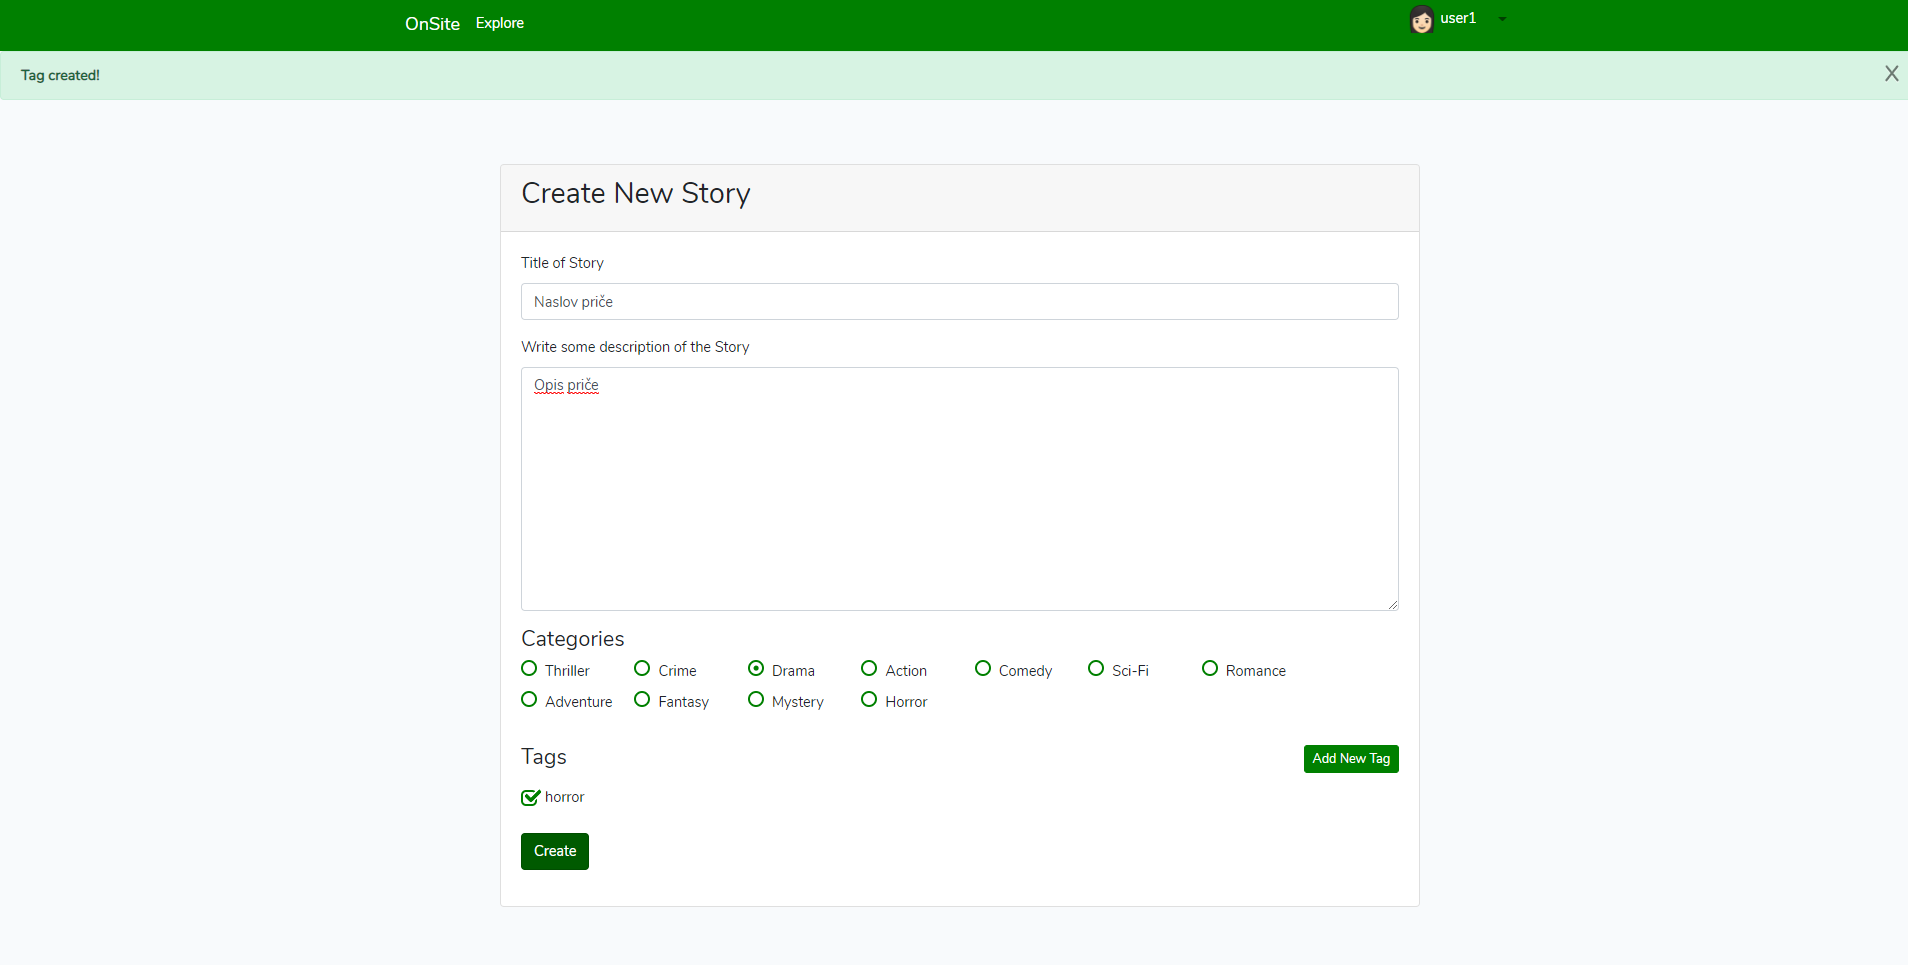 OnSite Explore user1
Tag created! X
Create New Story
Title of Story
Naslov priče
Write some description of the Story
Opis priče
Categories
Thriller Crime Drama Action Comedy Sci-Fi Romance
Adventure Fantasy Mystery Horror
Tags Add New Tag
horror
Create